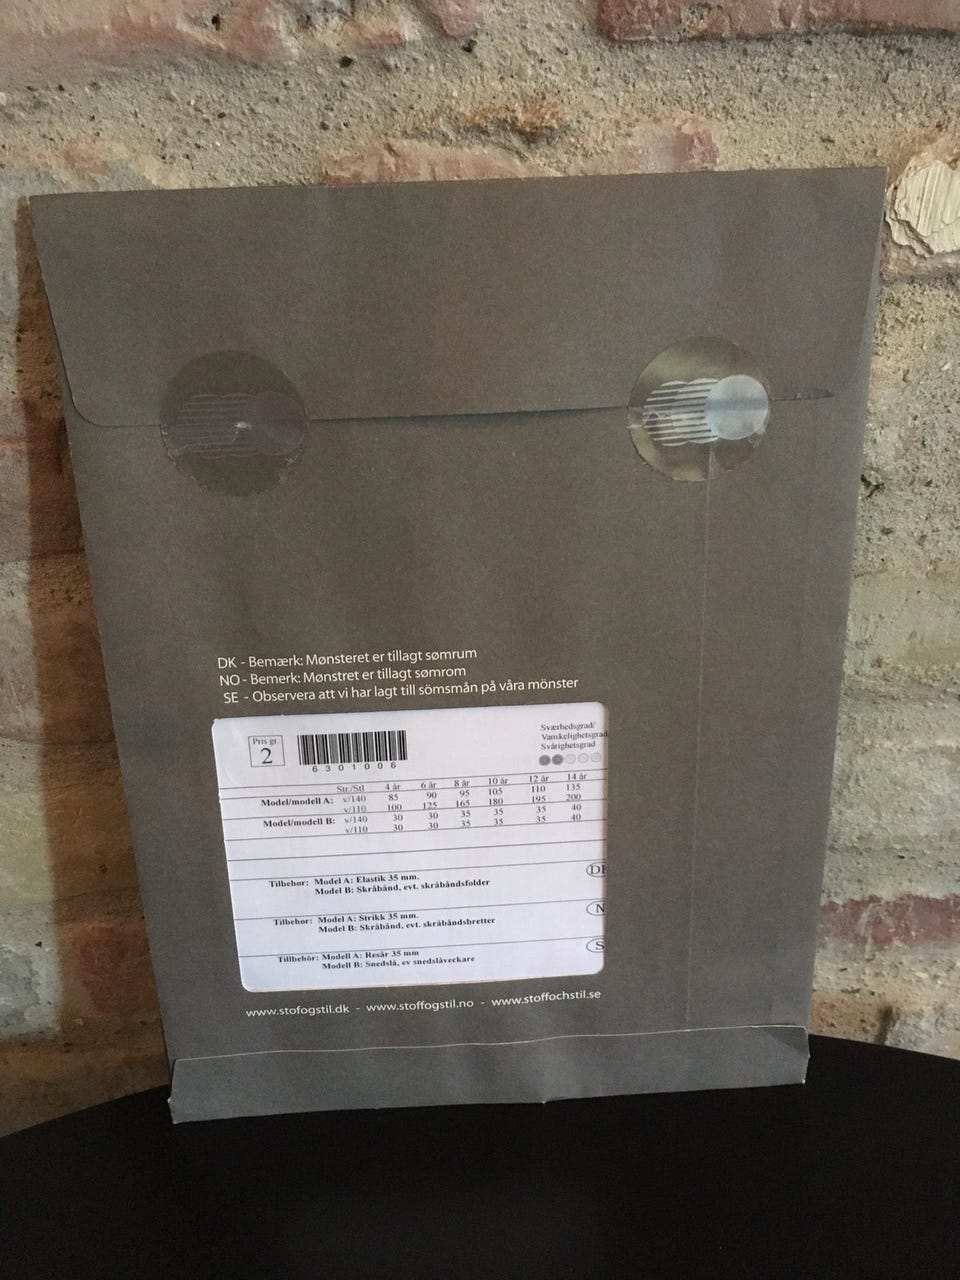 DK - Bemærk: Mønsteret er tillagt sømrum
NO - Bemerk: Mønstret er tillagt sømrom
SE - Observera att vi har lagt till sömsmån på våra mönster
Pris gr.
2
6301006
Sværhedsgrad/
Vanskelighetsgrad
Svårighetsgrad
Str./Stl 4 år 6 år 8 år 10 år 12 år 14 år
Model/modell A: v/140 85 90 95 105 110 135
v/110 100 125 165 180 195 200
Model/modell B: v/140 30 30 35 35 35 40
v/110 30 30 35 35 35 40
DK
Tilbehør: Model A: Elastik 35 mm.
Model B: Skråbånd, evt. skråbåndsfolder
N
Tilbehør: Model A: Strikk 35 mm.
Model B: Skråbånd, evt. skråbåndsbretter
S
Tillbehör: Modell A: Resår 35 mm
Modell B: Snedslå, ev snedslåveckare
www.stofogstil.dk - www.stoffogstil.no - www.stoffochstil.se